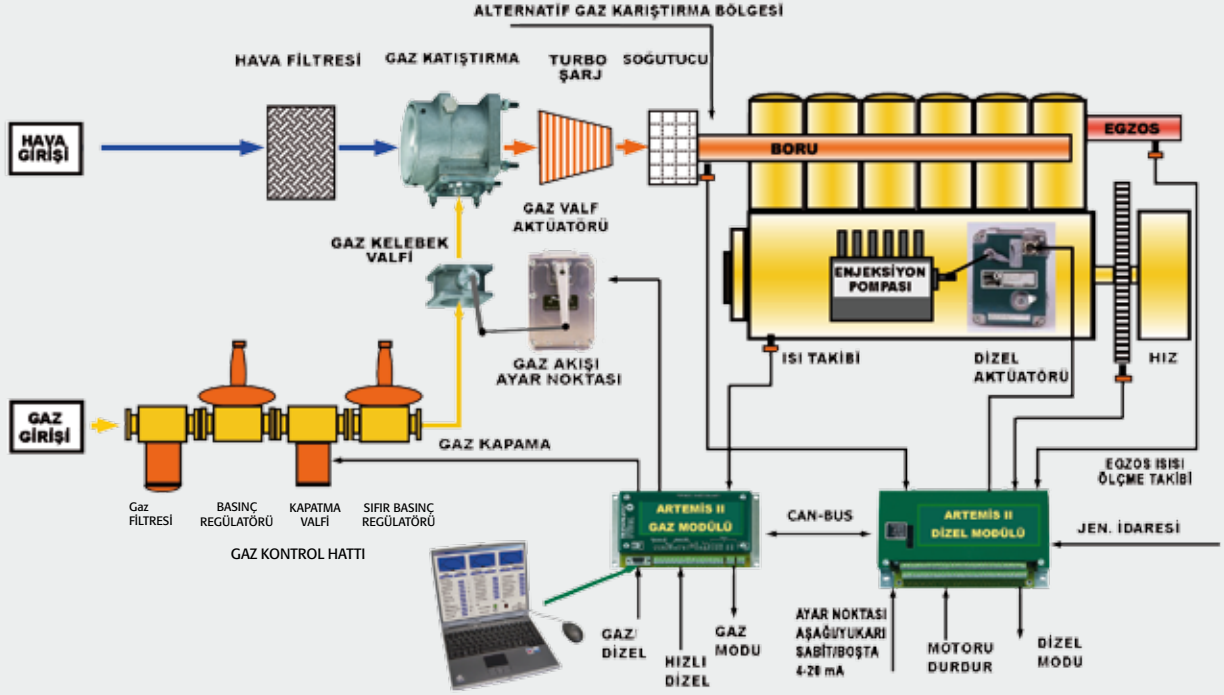 ALTERNATİF GAZ KARIŞTIRMA BÖLGESİ
HAVA FİLTRESİ
GAZ KATIŞTIRMA
TURBO
ŞARJ
SOĞUTUCU
HAVA
GİRİŞİ
EGZOS
BORU
GAZ VALF
AKTÜATÖRÜ
GAZ KELEBEK
VALFİ
ENJEKSİYON
POMPASI
GAZ AKIŞI
AYAR NOKTASI
ISI TAKİBİ
DİZEL
AKTÜATÖRÜ
HIZ
GAZ
GİRİŞİ
GAZ KAPAMA
EGZOS ISISI
ÖLÇME TAKİBİ
Gaz
FİLTRESİ
BASINÇ
REGÜLATÖRÜ
KAPATMA
VALFİ
SIFIR BASINÇ
REGÜLATÖRÜ
GAZ KONTROL HATTI
ARTEMİS II
GAZ MODÜLÜ
CAN-BUS
ARTEMİS II
DİZEL MODÜLÜ
JEN. İDARESİ
GAZ/
DİZEL
HIZLI
DİZEL
GAZ
MODU
AYAR NOKTASI
AŞAĞI/YUKARI
SABİT/BOŞTA
4-20 mA
MOTORU
DURDUR
DİZEL
MODU